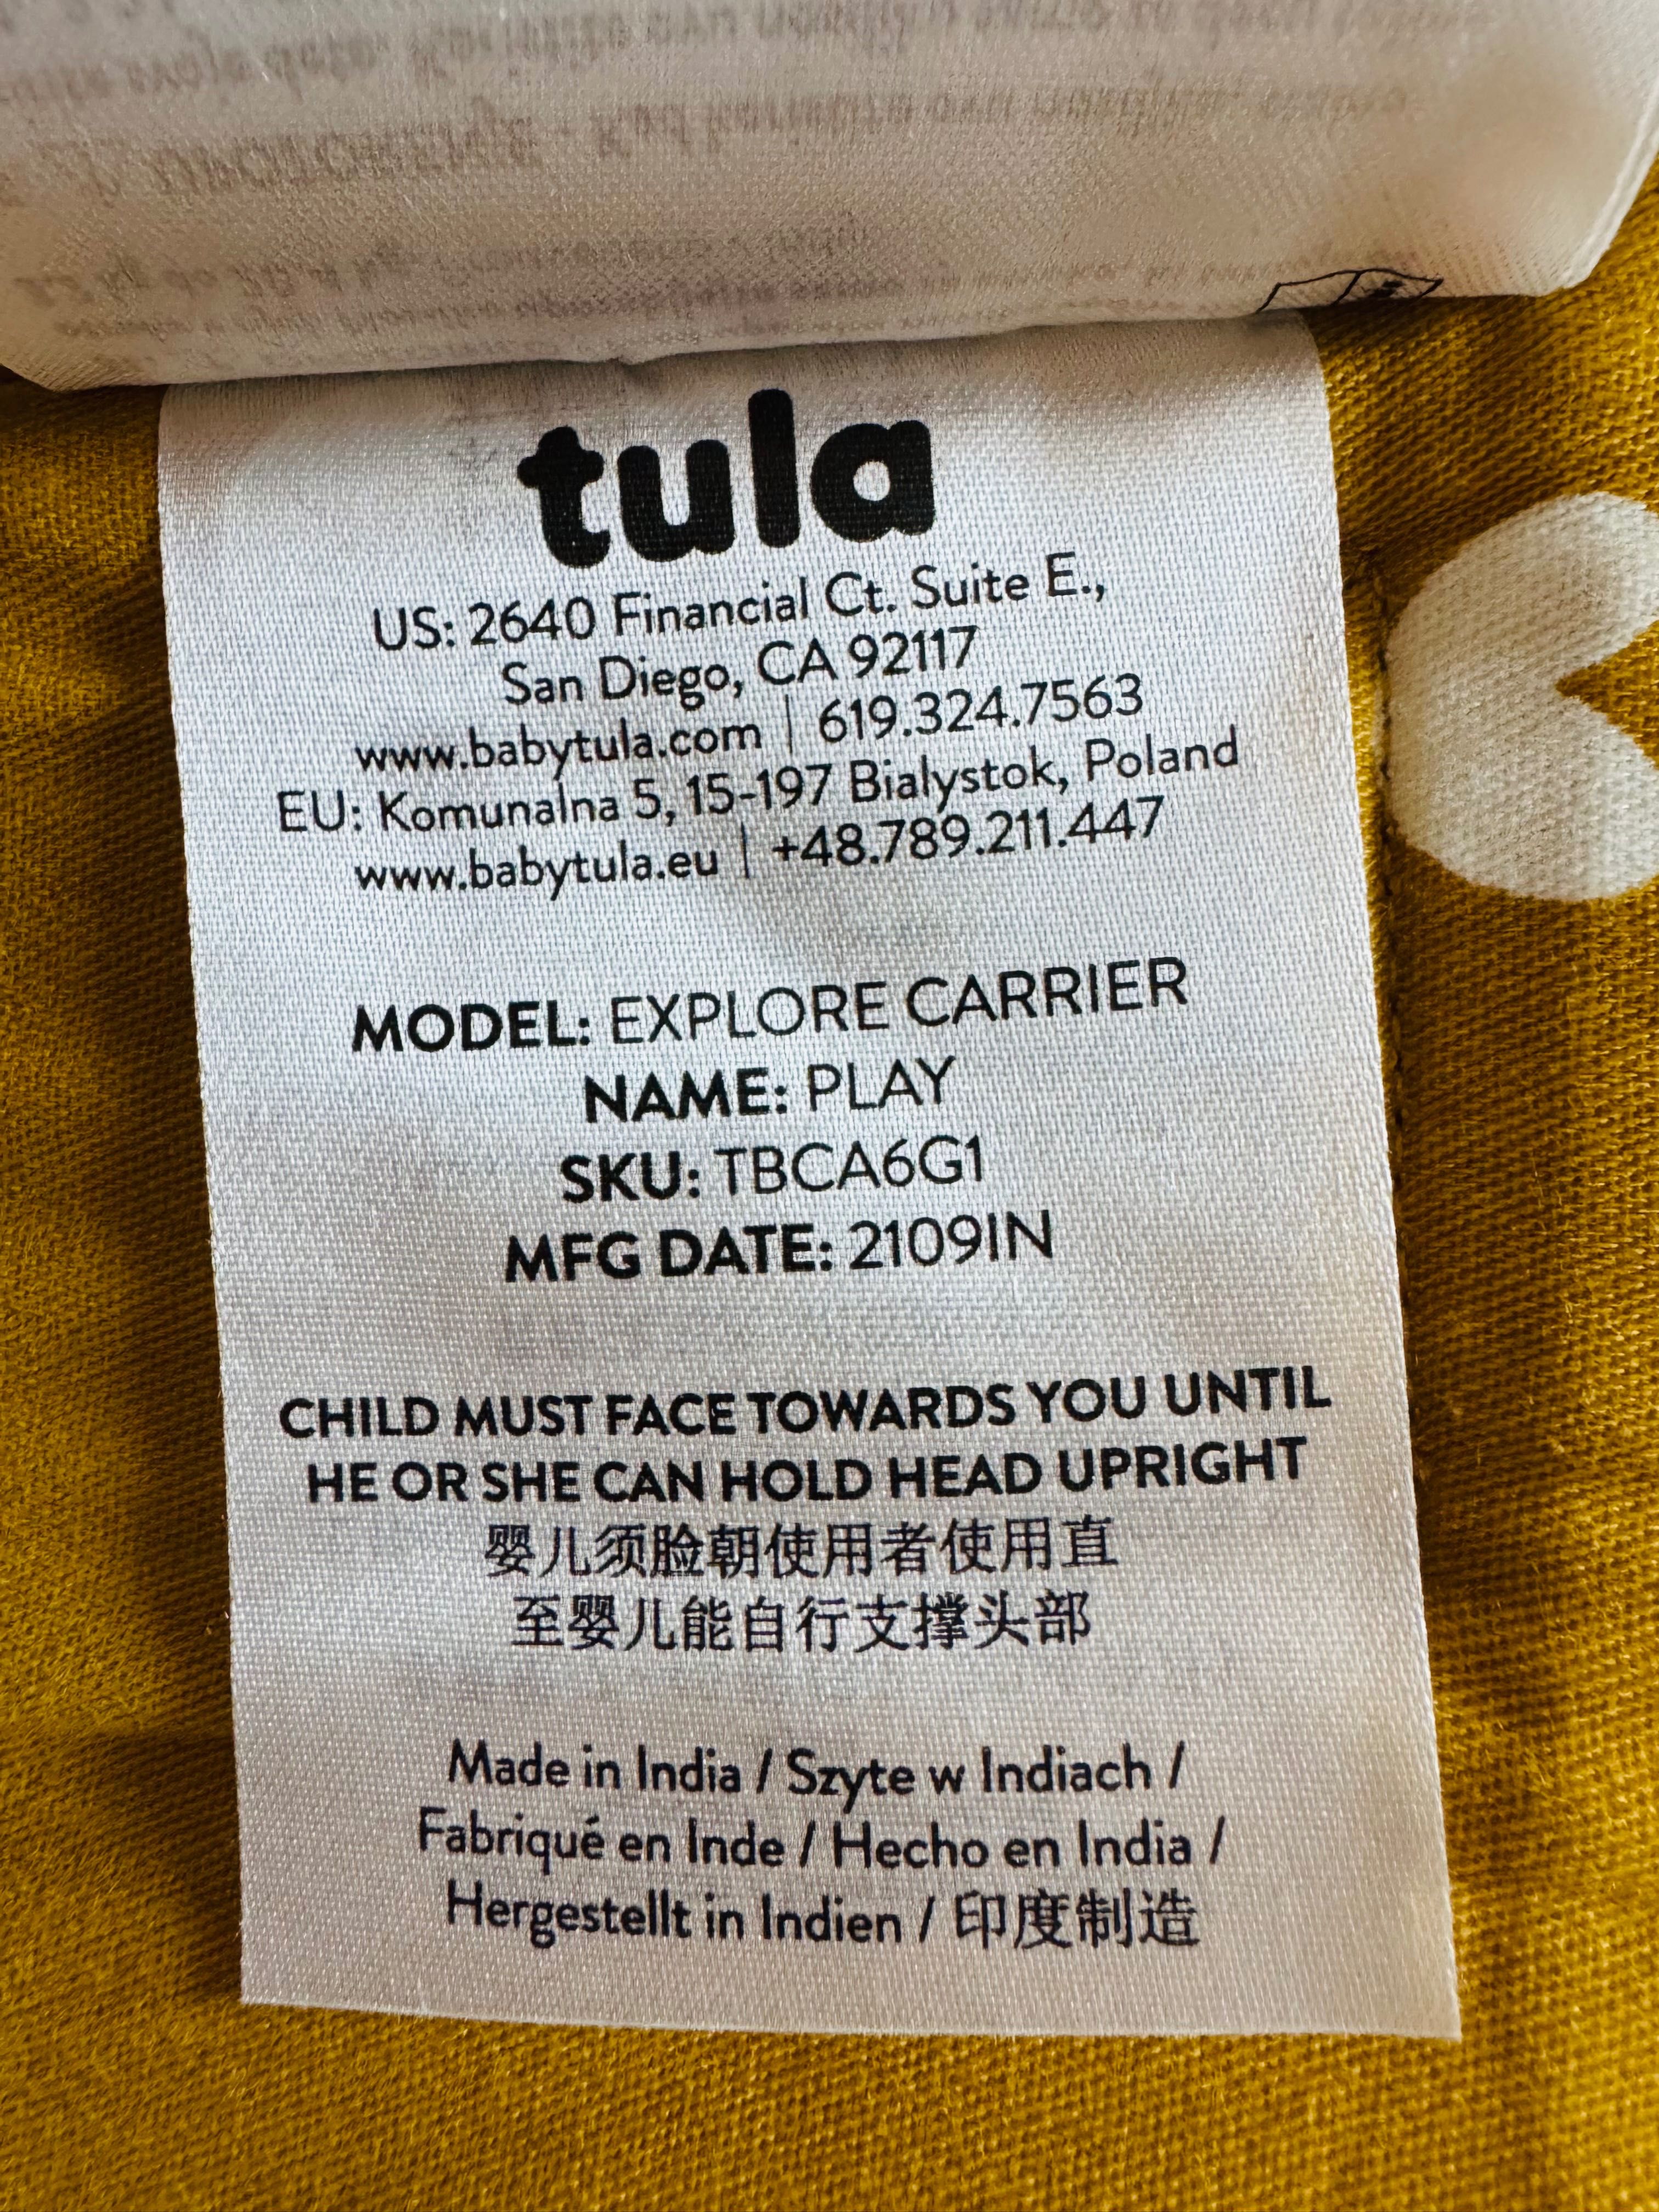 tula
US: 2640 Financial Ct. Suite E.,
San Diego, CA 92117
www.babytula.com | 619.324.7563
EU: Komunalna 5, 15-197 Bialystok, Poland
www.babytula.eu | +48.789.211.447
MODEL: EXPLORE CARRIER
NAME: PLAY
SKU: TBCA6G1
MFG DATE: 2109IN
CHILD MUST FACE TOWARDS YOU UNTIL
HE OR SHE CAN HOLD HEAD UPRIGHT
婴儿须脸朝使用者使用直
至婴儿能自行支撑头部
Made in India / Szyte w Indiach /
Fabriqué en Inde / Hecho en India /
Hergestellt in Indien / 印度制造